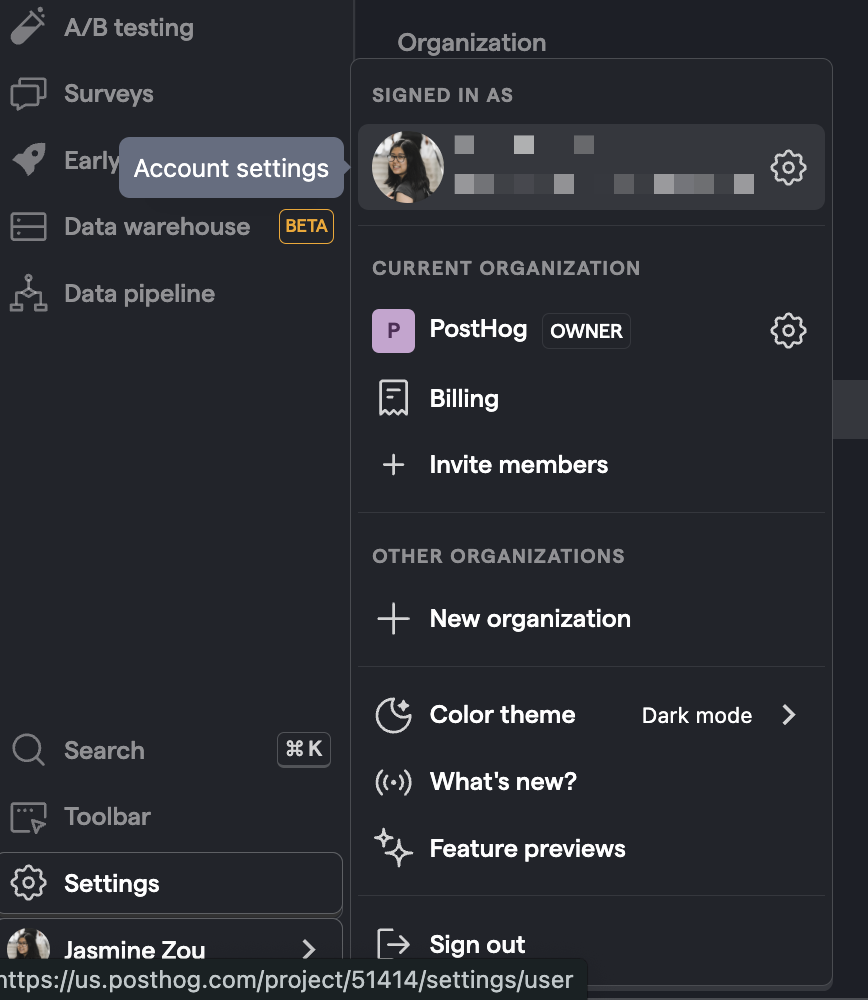 A/B testing
Surveys
Early
Data warehouse BETA
Data pipeline
Account settings
Organization
SIGNED IN AS
CURRENT ORGANIZATION
P PostHog OWNER
Billing
Invite members
OTHER ORGANIZATIONS
New organization
Color theme Dark mode
What's new?
Feature previews
Sign out
Search ⌘ K
Toolbar
Settings
Jasmine Zou
https://us.posthog.com/project/51414/settings/user